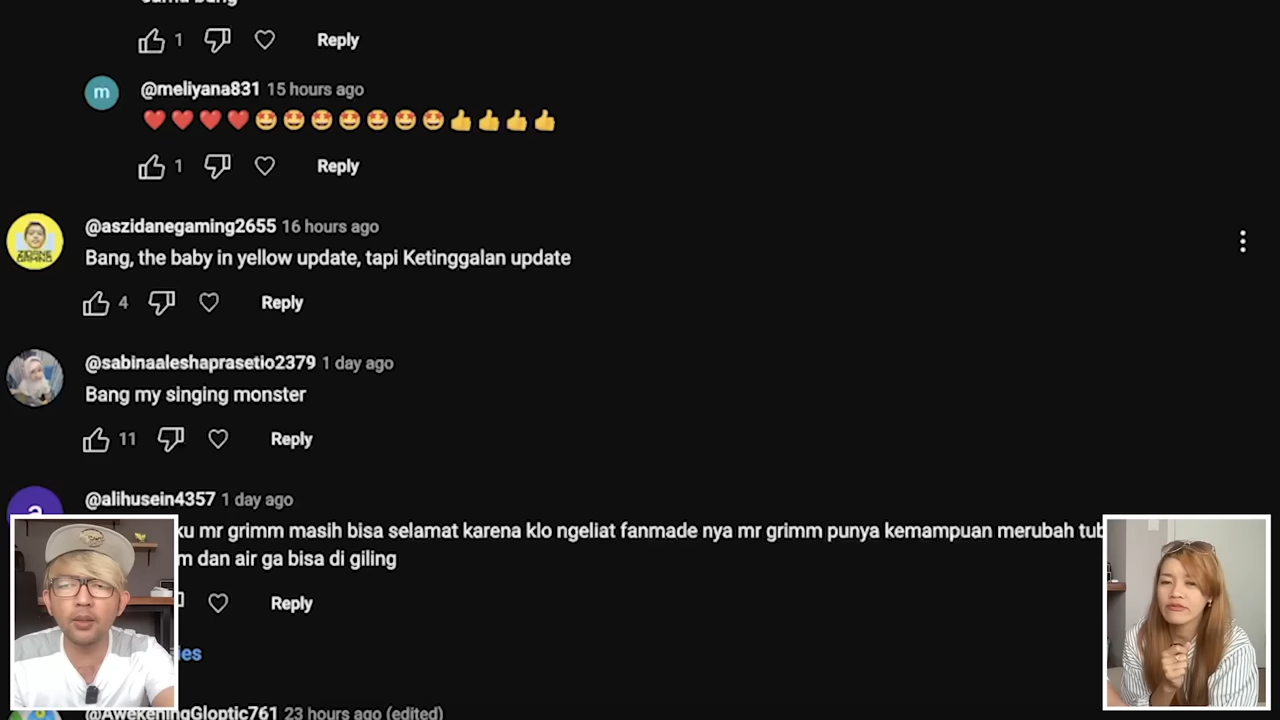 1 Reply
@meliyana831 15 hours ago
1 Reply
@aszidanegaming2655 16 hours ago
Bang, the baby in yellow update, tapi Ketinggalan update
4 Reply
@sabinaaleshaprasetio2379 1 day ago
Bang my singing monster
11 Reply
@alihusein4357 1 day ago
ku mr grimm masih bisa selamat karena klo ngeliat fanmade nya mr grimm punya kemampuan merubah tub
m dan air ga bisa di giling
Reply
ies
@AwekeningGloptic761 23 hours ago (edited)